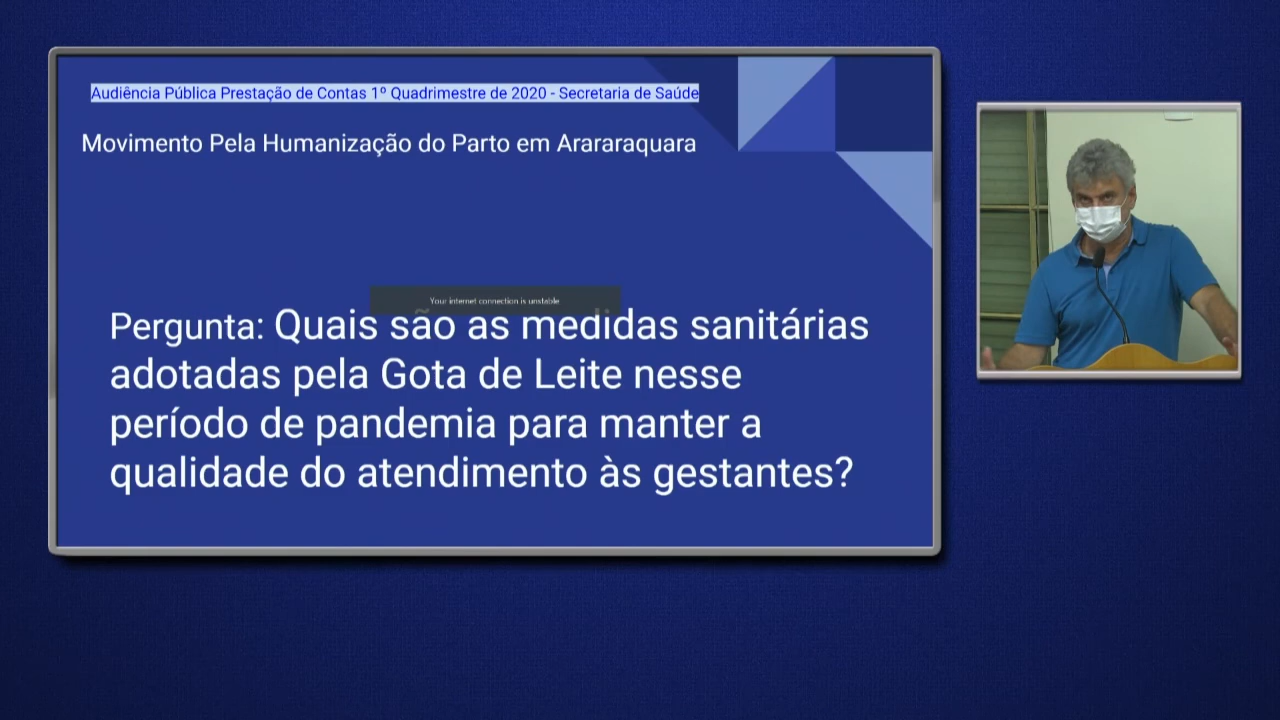 Audiência Pública Prestação de Contas 1º Quadrimestre de 2020 - Secretaria de Saúde
Movimento Pela Humanização do Parto em Arararaquara
Your internet connection is unstable
Pergunta: Quais são as medidas sanitárias
adotadas pela Gota de Leite nesse
período de pandemia para manter a
qualidade do atendimento às gestantes?